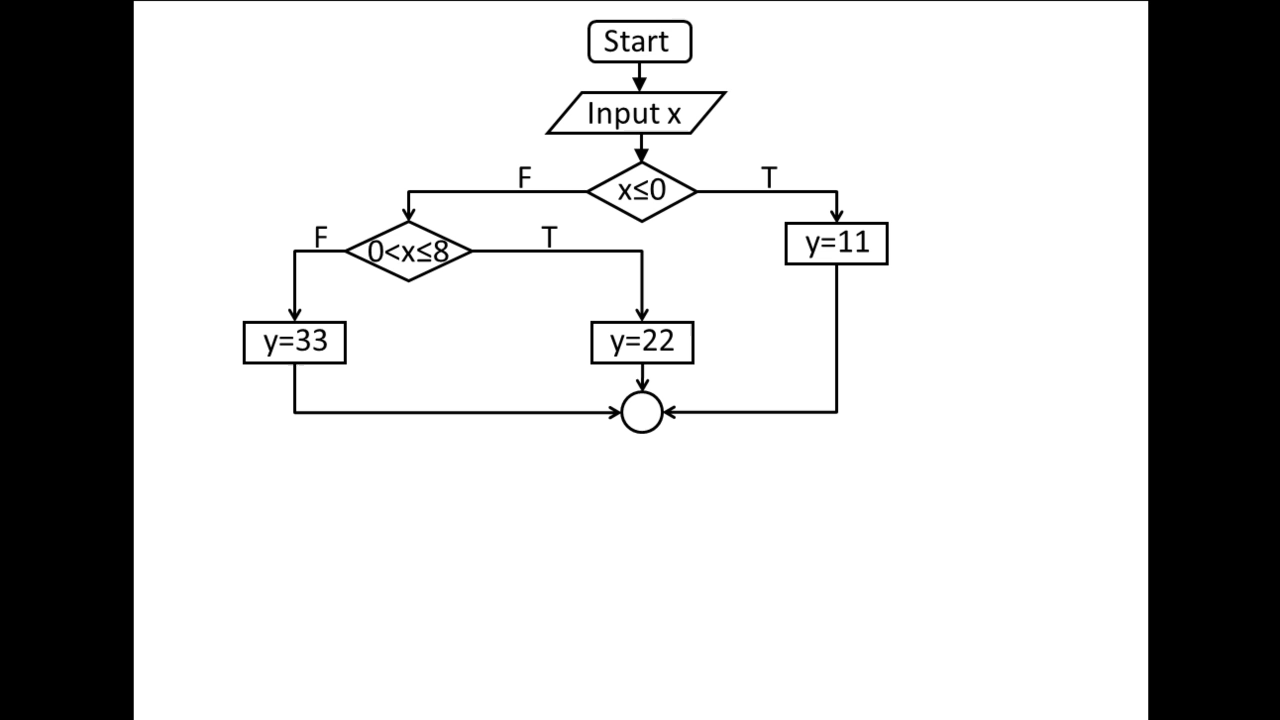 Start
Input x
F
T
x≤0
F
T
0<x≤8
y=11
y=33
y=22